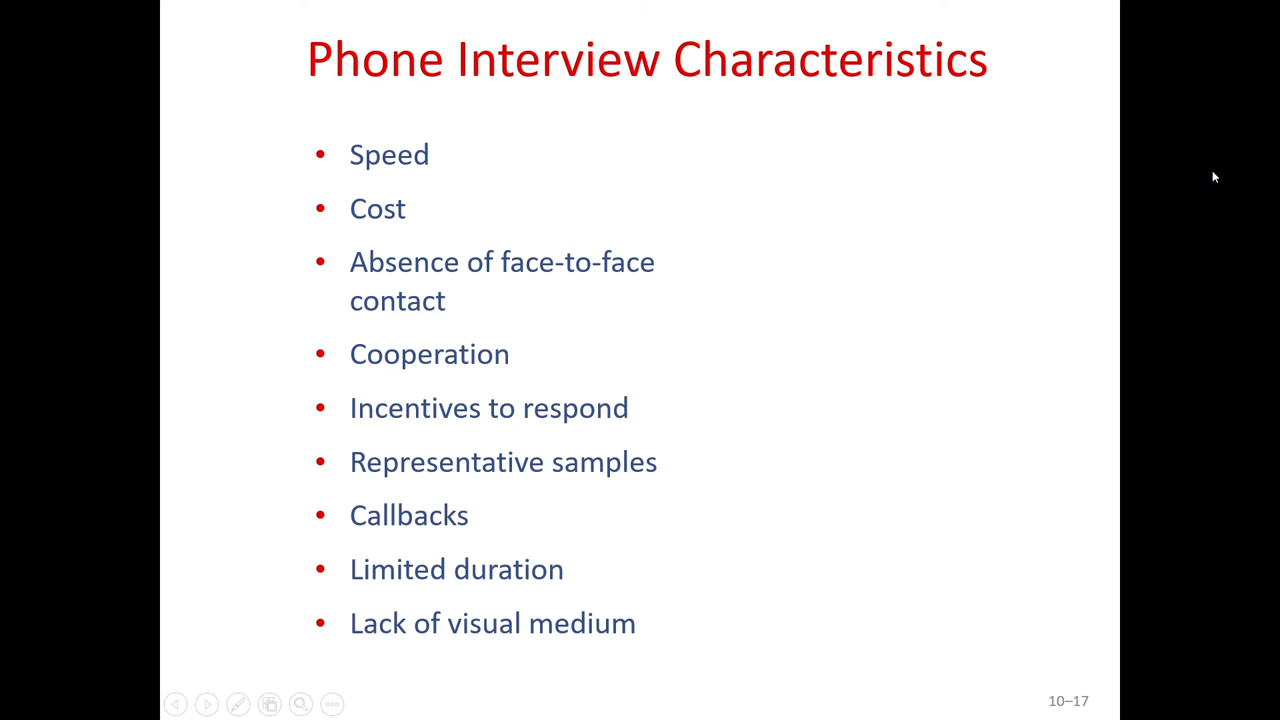 Phone Interview Characteristics
• Speed
• Cost
• Absence of face-to-face
contact
• Cooperation
• Incentives to respond
• Representative samples
• Callbacks
• Limited duration
• Lack of visual medium
10–17